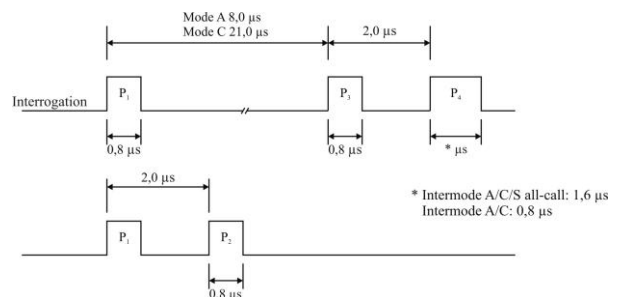 Mode A 8,0 µs
Mode C 21,0 µs
2,0 µs
Interrogation
P₁
P₃
P₄
0,8 µs
0,8 µs
* µs
2,0 µs
* Intermode A/C/S all-call: 1,6 µs
Intermode A/C: 0,8 µs
P₁
P₂
0,8 µs